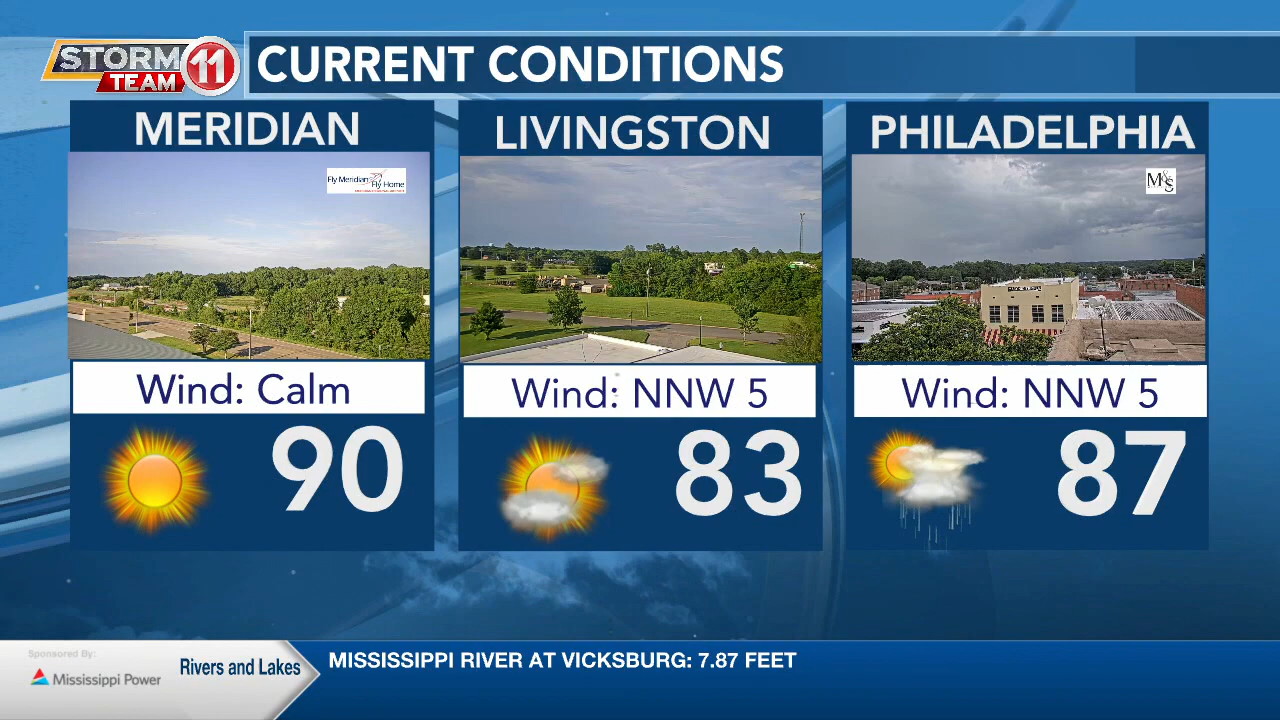 STORM
TEAM
11
CURRENT CONDITIONS
MERIDIAN
Fly Meridian
Fly Home
Wind: Calm
90
LIVINGSTON
Wind: NNW 5
83
PHILADELPHIA
M&S
Wind: NNW 5
87
Sponsored By:
Mississippi Power
Rivers and Lakes
MISSISSIPPI RIVER AT VICKSBURG: 7.87 FEET